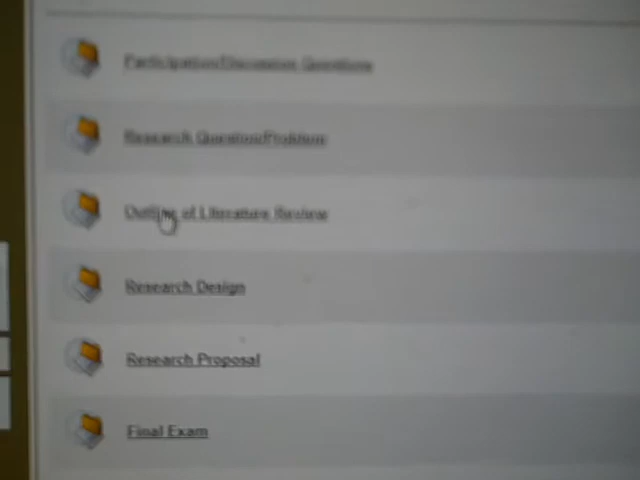 Participation/Discussion Questions
Research Question/Problem
Outline of Literature Review
Research Design
Research Proposal
Final Exam